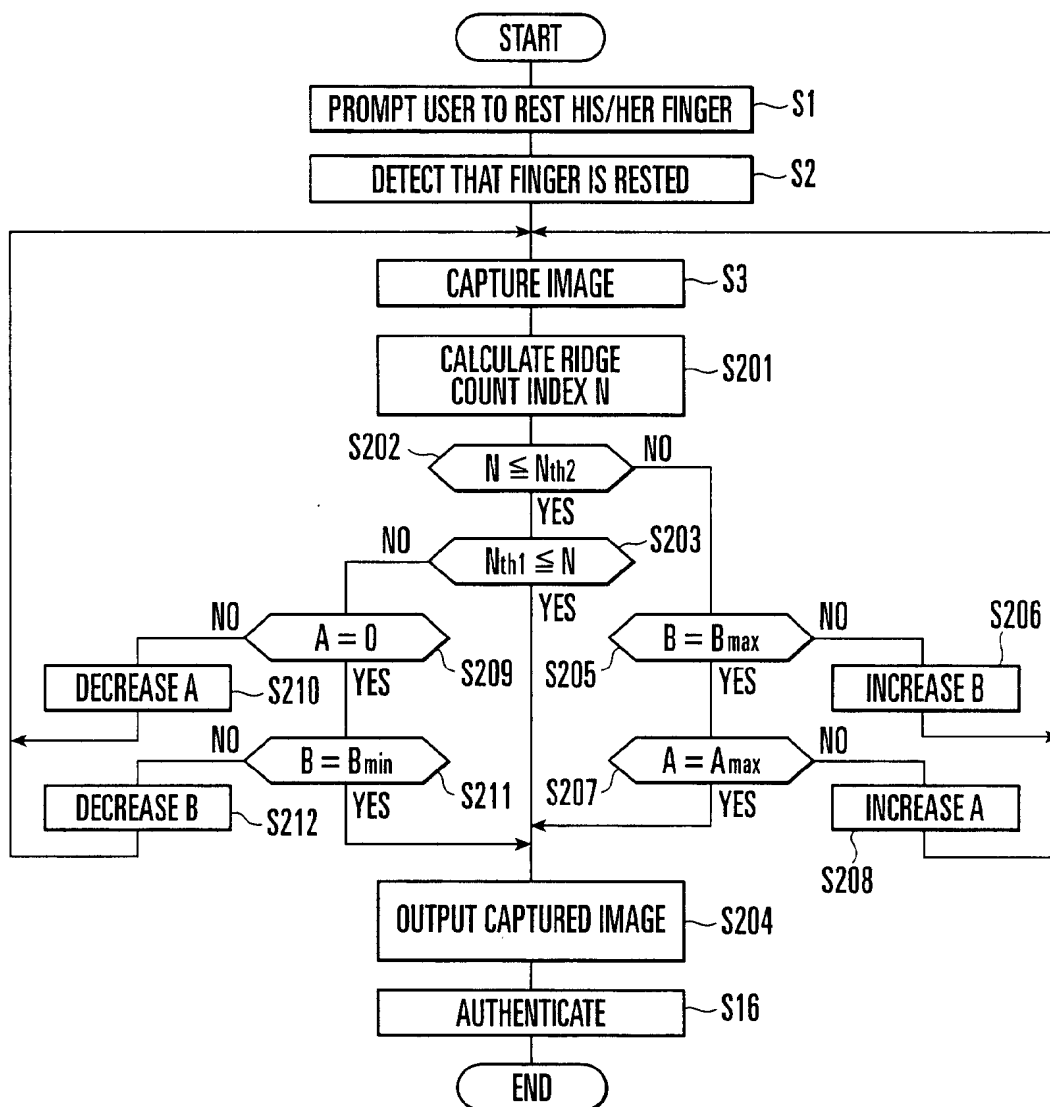 START
PROMPT USER TO REST HIS/HER FINGER
S1
DETECT THAT FINGER IS RESTED
S2
CAPTURE IMAGE
S3
CALCULATE RIDGE
COUNT INDEX N
S201
S202
N ≦ Nth2
NO
YES
NO
Nth1 ≦ N
S203
YES
NO
A = 0
S209
YES
DECREASE A
S210
B = Bmax
S205
NO
S206
YES
INCREASE B
NO
B = Bmin
S211
YES
DECREASE B
S212
A = Amax
S207
NO
YES
INCREASE A
S208
OUTPUT CAPTURED IMAGE
S204
AUTHENTICATE
S16
END